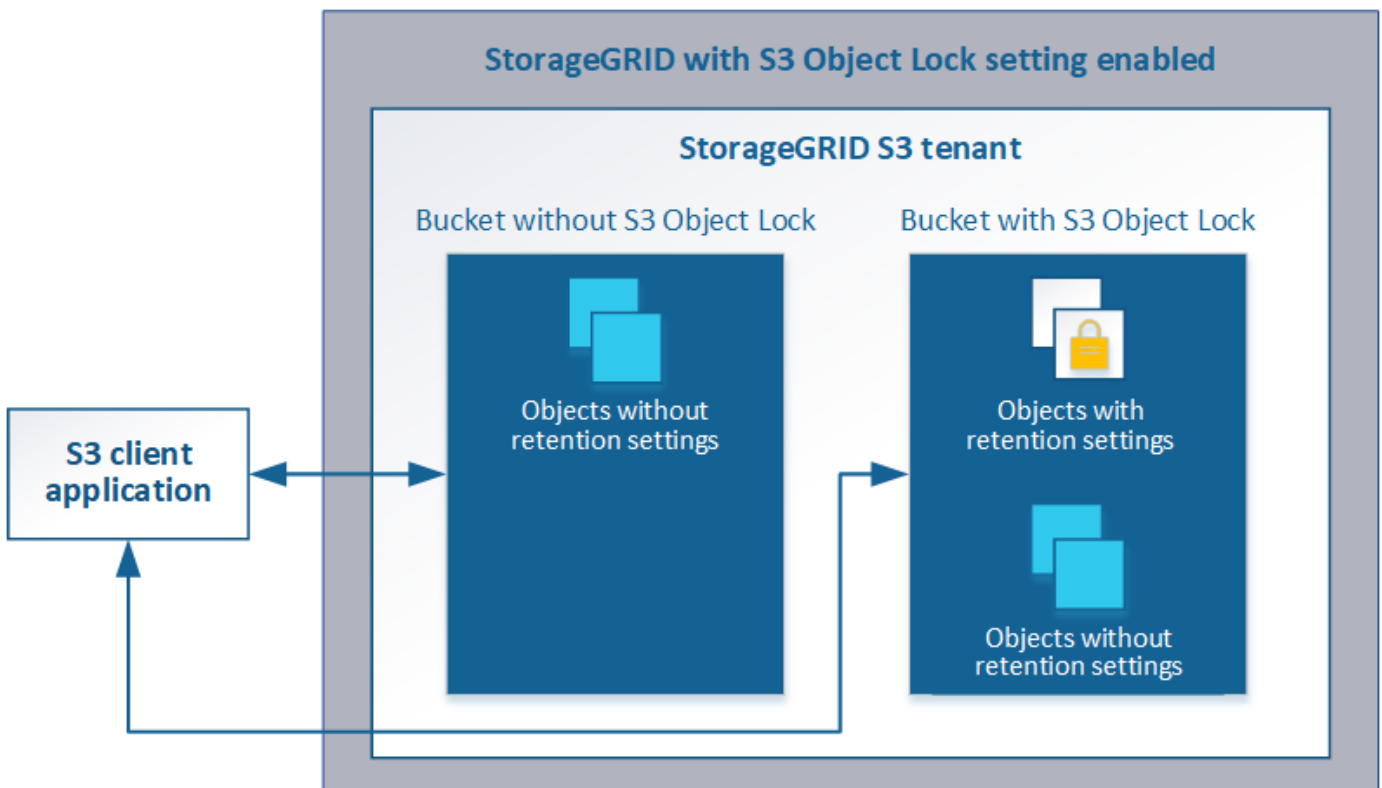 StorageGRID with S3 Object Lock setting enabled
StorageGRID S3 tenant
Bucket without S3 Object Lock
Bucket with S3 Object Lock
Objects without
retention settings
Objects with
retention settings
S3 client
application
Objects without
retention settings